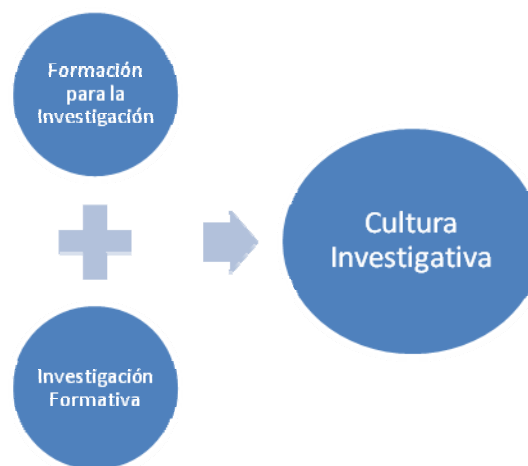 Formación
para la
Investigación
Cultura
Investigativa
Investigación
Formativa